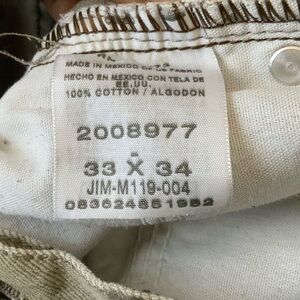 MADE IN MEXICO OF US FABRIC
HECHO EN MEXICO CON TELA DE
EE.UU.
100% COTTON / ALGODON
2008977
33 X 34
JIM-M119-004
083624851982